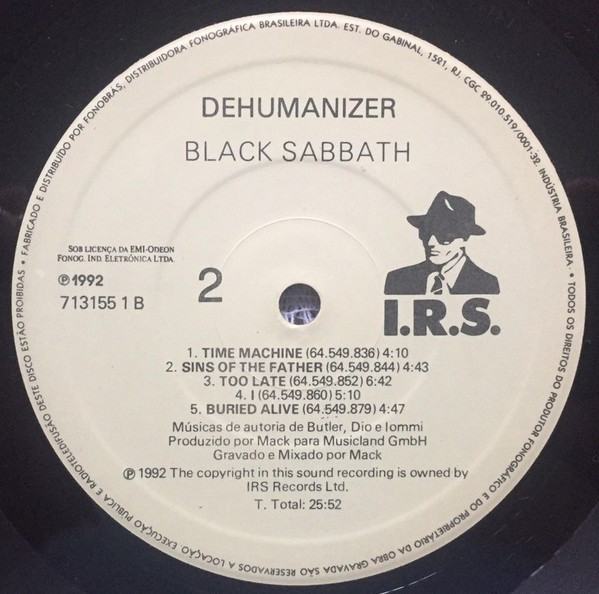 DEHUMANIZER
BLACK SABBATH
SOB LICENÇA DA EMI-ODEON
FONOG. IND. ELETRÔNICA LTDA.
℗ 1992
713155 1 B
2
I.R.S.
1. TIME MACHINE (64.549.836) 4:10
2. SINS OF THE FATHER (64.549.844) 4:43
3. TOO LATE (64.549.852) 6:42
4. I (64.549.860) 5:10
5. BURIED ALIVE (64.549.879) 4:47
Músicas de autoria de Butler, Dio e Iommi
Produzido por Mack para Musicland GmbH
Gravado e Mixado por Mack
℗ 1992 The copyright in this sound recording is owned by
IRS Records Ltd.
T. Total: 25:52
• FABRICADO E DISTRIBUÍDO POR FONOBRAS, DISTRIBUIDORA FONOGRÁFICA BRASILEIRA LTDA. EST. DO GABINAL, 1521, RJ. CGC 29.010.519/0001-32. INDÚSTRIA BRASILEIRA. • TODOS OS DIREITOS DO PRODUTOR FONOGRÁFICO E DO PROPRIETÁRIO DA OBRA GRAVADA SÃO RESERVADOS A LOCAÇÃO, EXECUÇÃO PÚBLICA E RADIOTELEDIFUSÃO DESTE DISCO ESTÃO PROIBIDAS